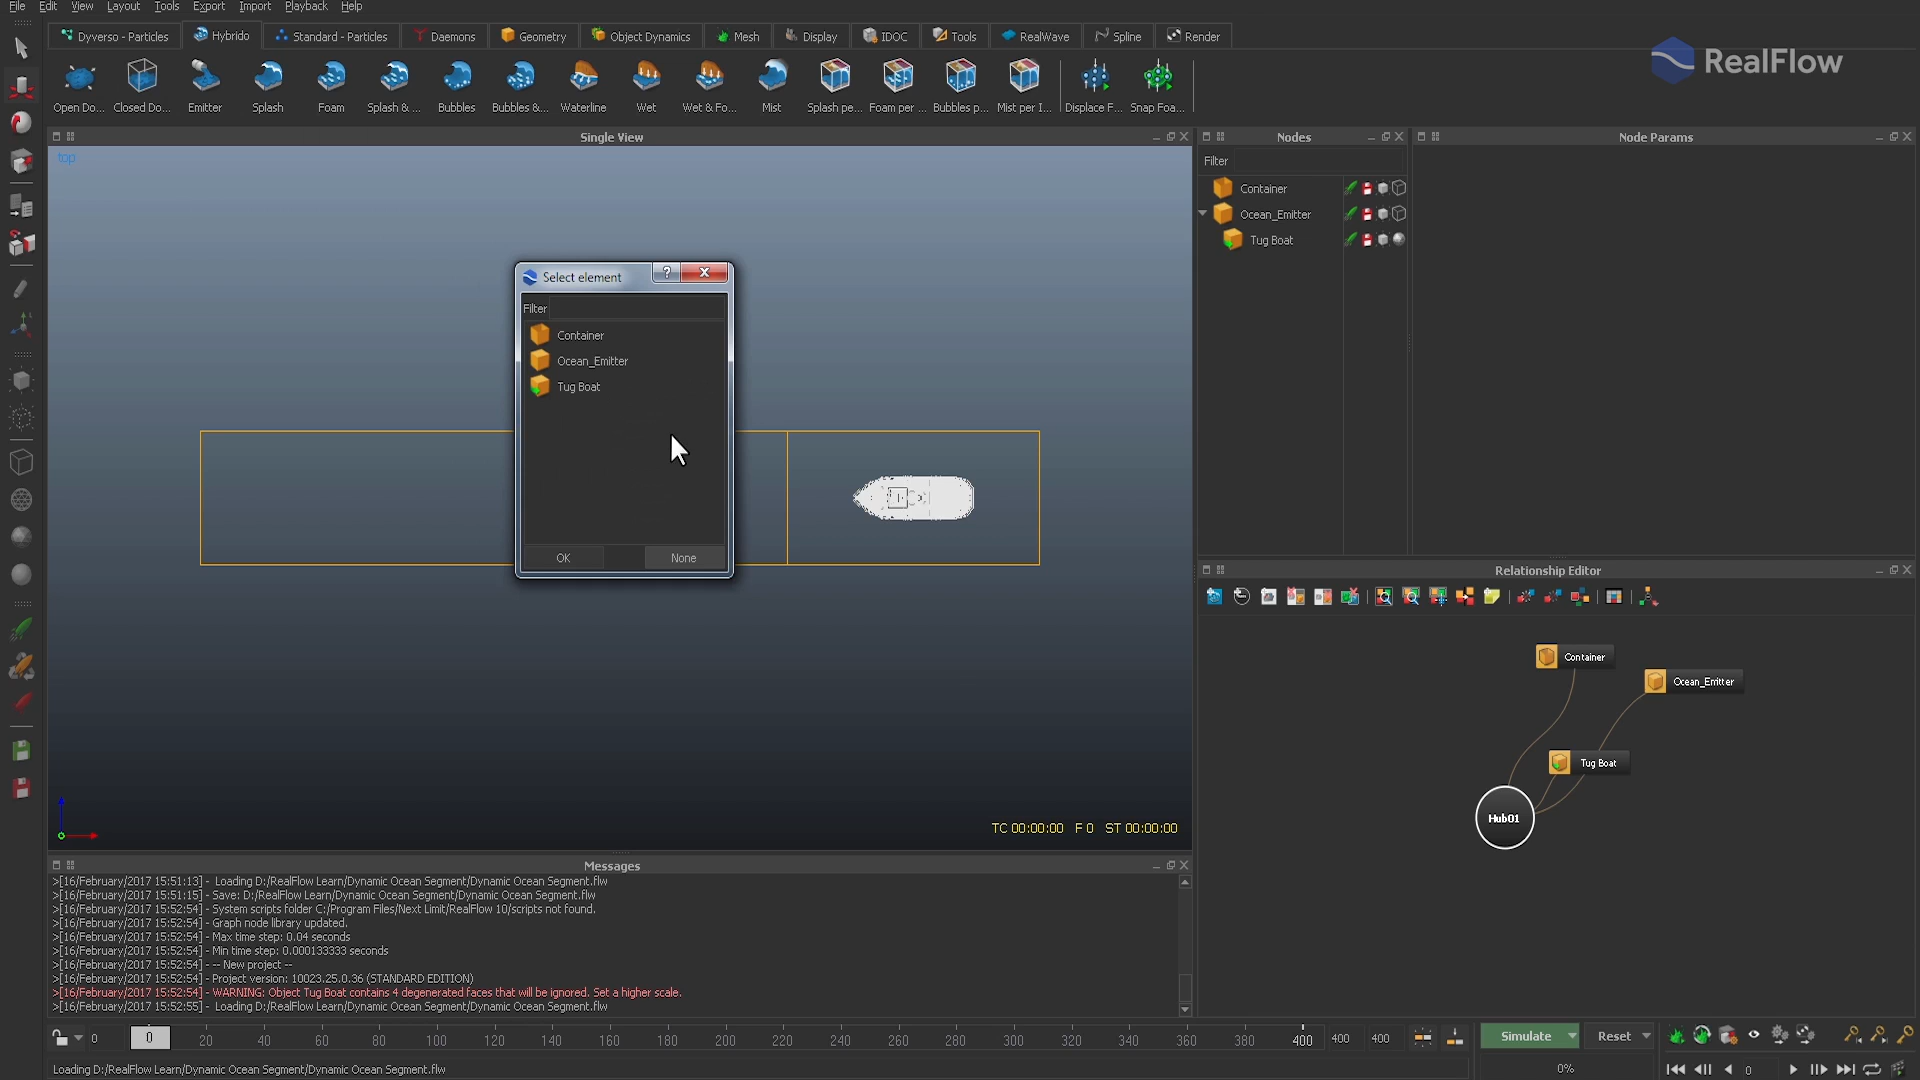 File Edit View Layout Tools Export Import Playback Help
Dyverso - Particles Hybrido Standard - Particles Daemons Geometry Object Dynamics Mesh Display IDOC Tools RealWave Spline Render
RealFlow
Open Do... Closed Do... Emitter Splash Foam Splash & ... Bubbles Bubbles &... Waterline Wet Wet & Fo... Mist Splash pe... Foam per ... Bubbles p... Mist per I... Displace F... Snap Foa...
Single View
Nodes
Node Params
top
Filter
Container
Ocean_Emitter
Tug Boat
Select element
?
Filter
Container
Ocean_Emitter
Tug Boat
OK None
Relationship Editor
Container
Ocean_Emitter
Tug Boat
Hub01
TC 00:00:00 F 0 ST 00:00:00
Messages
>[16/February/2017 15:51:13] - Loading D:/RealFlow Learn/Dynamic Ocean Segment/Dynamic Ocean Segment.flw
>[16/February/2017 15:51:15] - Save: D:/RealFlow Learn/Dynamic Ocean Segment/Dynamic Ocean Segment.flw
>[16/February/2017 15:52:54] - System scripts folder C:/Program Files/Next Limit/RealFlow 10/scripts not found.
>[16/February/2017 15:52:54] - Graph node library updated.
>[16/February/2017 15:52:54] - Max time step: 0.04 seconds
>[16/February/2017 15:52:54] - Min time step: 0.000133333 seconds
>[16/February/2017 15:52:54] - -- New project --
>[16/February/2017 15:52:54] - Project version: 10023.25.0.36 (STANDARD EDITION)
>[16/February/2017 15:52:54] - WARNING: Object Tug Boat contains 4 degenerated faces that will be ignored. Set a higher scale.
>[16/February/2017 15:52:55] - Loading D:/RealFlow Learn/Dynamic Ocean Segment/Dynamic Ocean Segment.flw
0 0 20 40 60 80 100 120 140 160 180 200 220 240 260 280 300 320 340 360 380 400 400 400
Simulate Reset
Loading D:/RealFlow Learn/Dynamic Ocean Segment/Dynamic Ocean Segment.flw
0%
0